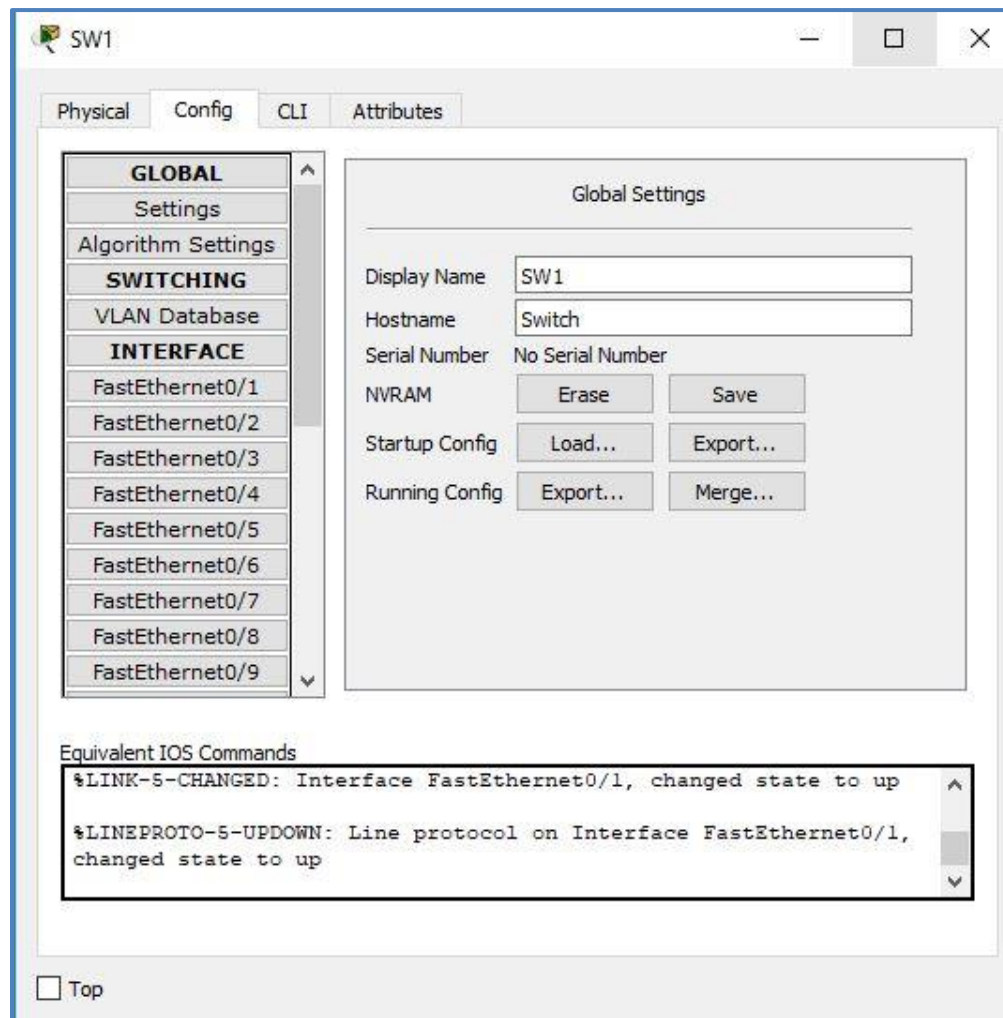 SW1
Physical Config CLI Attributes
GLOBAL
Settings
Algorithm Settings
SWITCHING
VLAN Database
INTERFACE
FastEthernet0/1
FastEthernet0/2
FastEthernet0/3
FastEthernet0/4
FastEthernet0/5
FastEthernet0/6
FastEthernet0/7
FastEthernet0/8
FastEthernet0/9
Global Settings
Display Name SW1
Hostname Switch
Serial Number No Serial Number
NVRAM Erase Save
Startup Config Load... Export...
Running Config Export... Merge...
Equivalent IOS Commands
%LINK-5-CHANGED: Interface FastEthernet0/1, changed state to up
%LINEPROTO-5-UPDOWN: Line protocol on Interface FastEthernet0/1,
changed state to up
Top